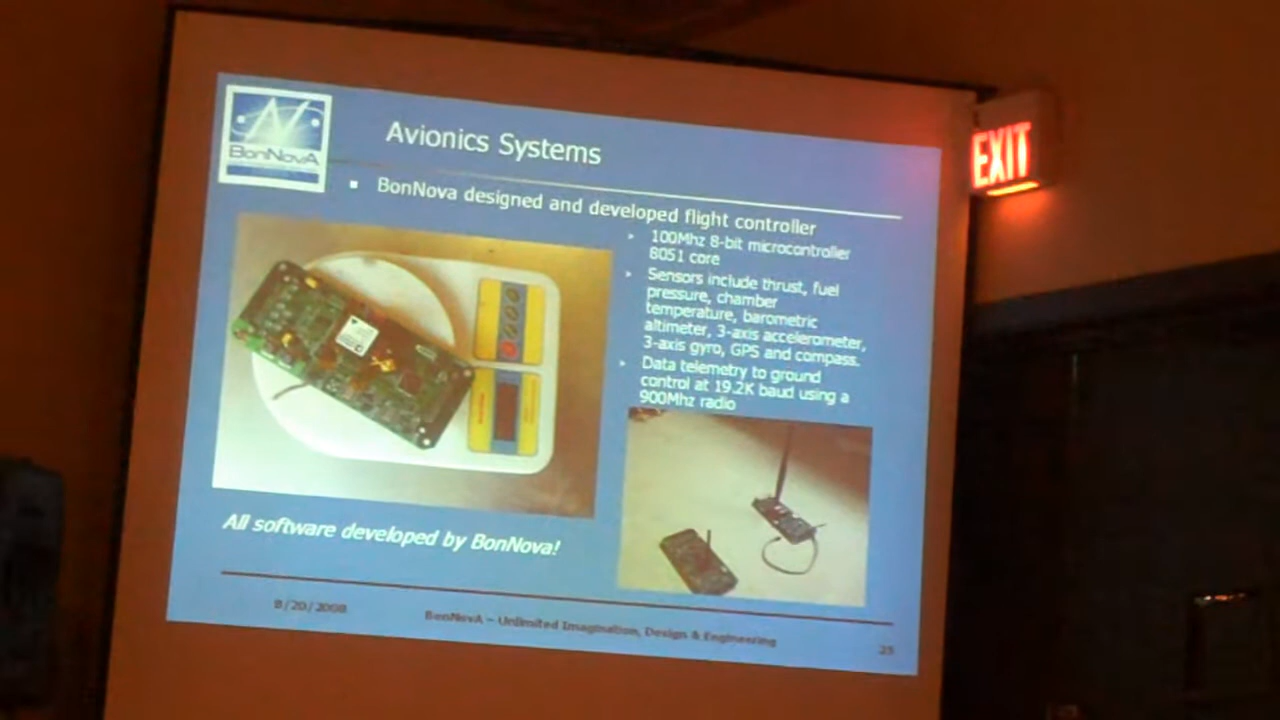 BonNovA
Avionics Systems
EXIT
▪ BonNova designed and developed flight controller
100Mhz 8-bit microcontroller
8051 core
Sensors include thrust, fuel
pressure, chamber
temperature, barometric
altimeter, 3-axis accelerometer,
3-axis gyro, GPS and compass.
Data telemetry to ground
control at 19.2K baud using a
900Mhz radio
All software developed by BonNova!
8/20/2008
BonNovA – Unlimited Imagination, Design & Engineering
25